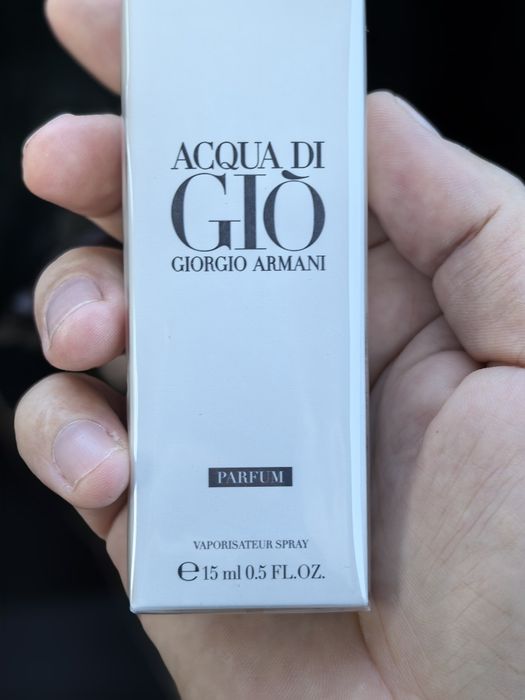 ACQUA DI
GIÒ
GIORGIO ARMANI
PARFUM
VAPORISATEUR SPRAY
℮ 15 ml 0.5 FL.OZ.